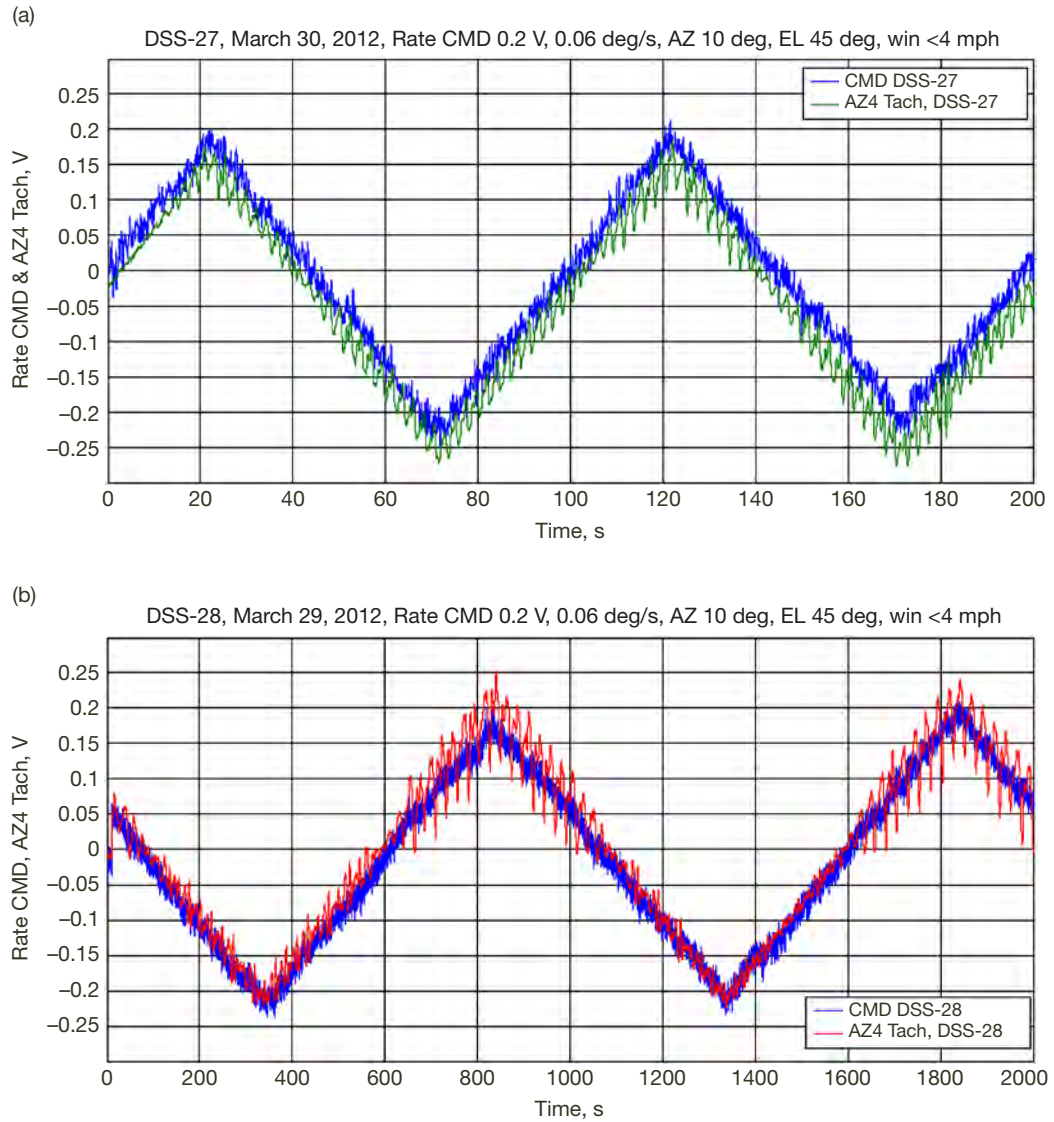 (a)
DSS-27, March 30, 2012, Rate CMD 0.2 V, 0.06 deg/s, AZ 10 deg, EL 45 deg, win <4 mph
CMD DSS-27
AZ4 Tach, DSS-27
Rate CMD & AZ4 Tach, V
0.25
0.2
0.15
0.1
0.05
0
–0.05
–0.1
–0.15
–0.2
–0.25
0 20 40 60 80 100 120 140 160 180 200
Time, s
(b)
DSS-28, March 29, 2012, Rate CMD 0.2 V, 0.06 deg/s, AZ 10 deg, EL 45 deg, win <4 mph
Rate CMD, AZ4 Tach, V
0.25
0.2
0.15
0.1
0.05
0
–0.05
–0.1
–0.15
–0.2
–0.25
CMD DSS-28
AZ4 Tach, DSS-28
0 200 400 600 800 1000 1200 1400 1600 1800 2000
Time, s